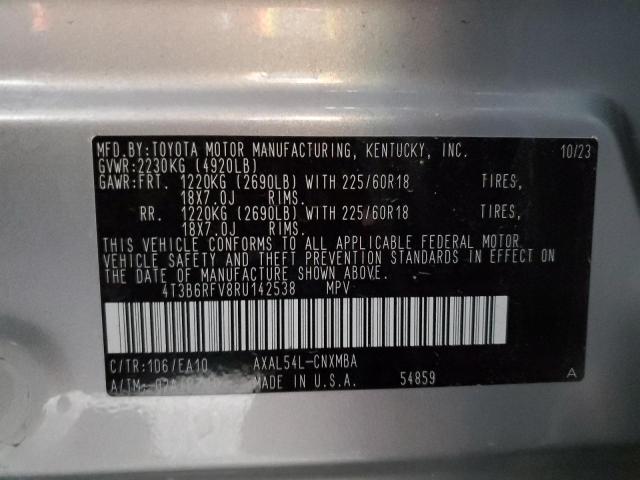 MFD.BY:TOYOTA MOTOR MANUFACTURING, KENTUCKY, INC. 10/23
GVWR:2230KG (4920LB)
GAWR:FRT. 1220KG (2690LB) WITH 225/60R18 TIRES,
18X7.0J RIMS.
RR. 1220KG (2690LB) WITH 225/60R18 TIRES,
18X7.0J RIMS.
THIS VEHICLE CONFORMS TO ALL APPLICABLE FEDERAL MOTOR
VEHICLE SAFETY AND THEFT PREVENTION STANDARDS IN EFFECT ON
THE DATE OF MANUFACTURE SHOWN ABOVE.
4T3B6RFV8RU142538 MPV
C/TR:1D6/EA10 AXAL54L-CNXMBA
A/TM: MADE IN U.S.A. 54859 A